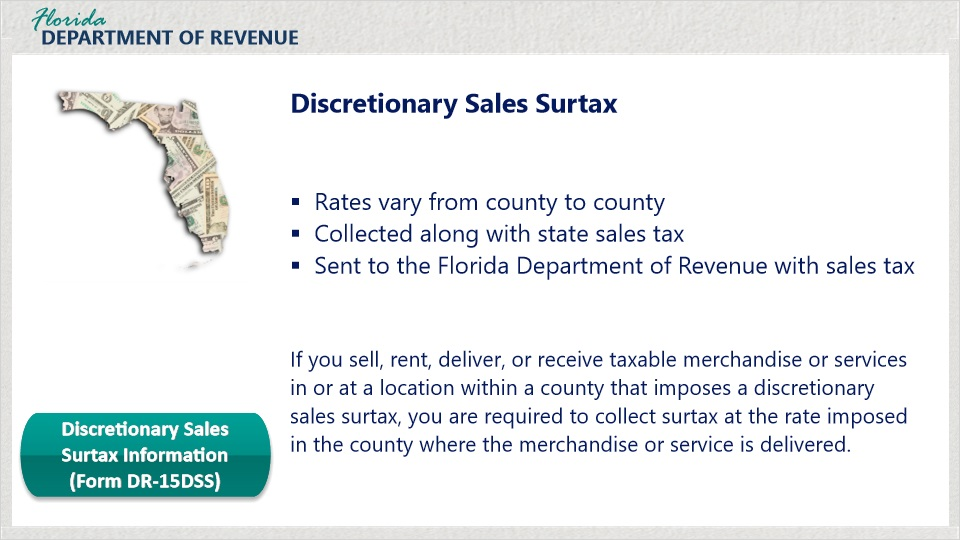 Florida
DEPARTMENT OF REVENUE
Discretionary Sales Surtax
▪ Rates vary from county to county
▪ Collected along with state sales tax
▪ Sent to the Florida Department of Revenue with sales tax
If you sell, rent, deliver, or receive taxable merchandise or services
in or at a location within a county that imposes a discretionary
sales surtax, you are required to collect surtax at the rate imposed
in the county where the merchandise or service is delivered.
Discretionary Sales
Surtax Information
(Form DR-15DSS)